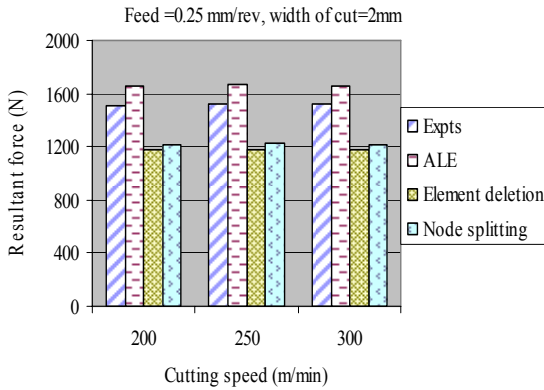 Feed =0.25 mm/rev, width of cut=2mm
Resultant force (N)
2000
1600
1200
800
400
0
200 250 300
Cutting speed (m/min)
Expts
ALE
Element deletion
Node splitting